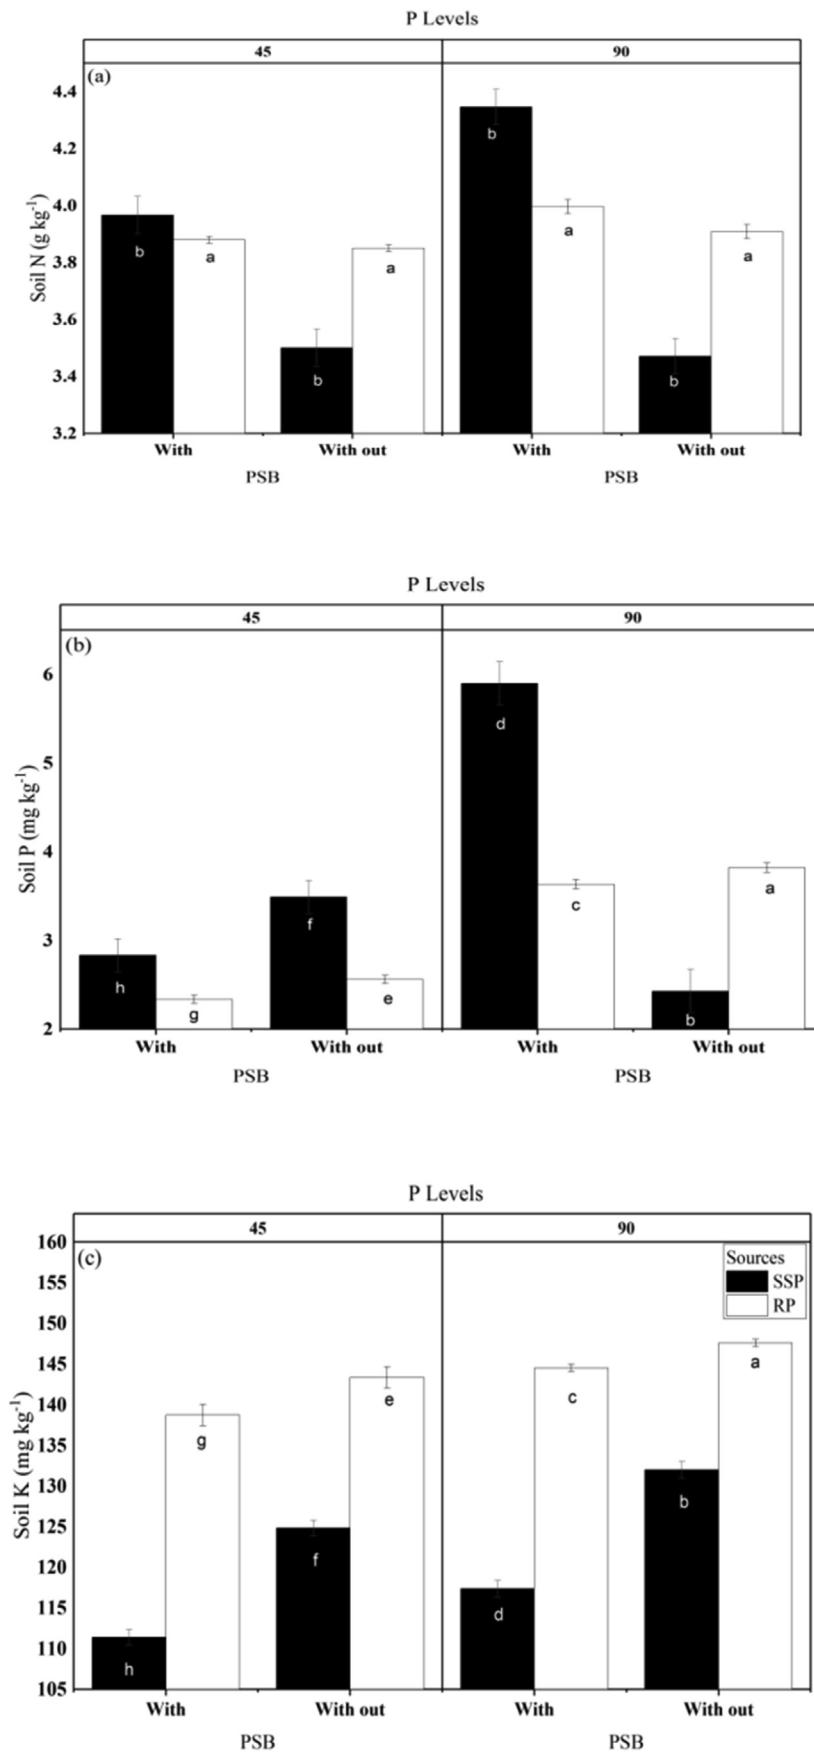 P Levels
45 90
(a)
4.4
4.2
4.0
3.8
3.6
3.4
3.2
Soil N (g kg-1)
b a b a b a b a
With With out With With out
PSB PSB
P Levels
45 90
(b)
6
5
4
3
2
Soil P (mg kg-1)
h g f e d c b a
With With out With With out
PSB PSB
P Levels
45 90
(c)
160
155
150
145
140
135
130
125
120
115
110
105
Soil K (mg kg-1)
Sources
SSP
RP
h g f e d c b a
With With out With With out
PSB PSB